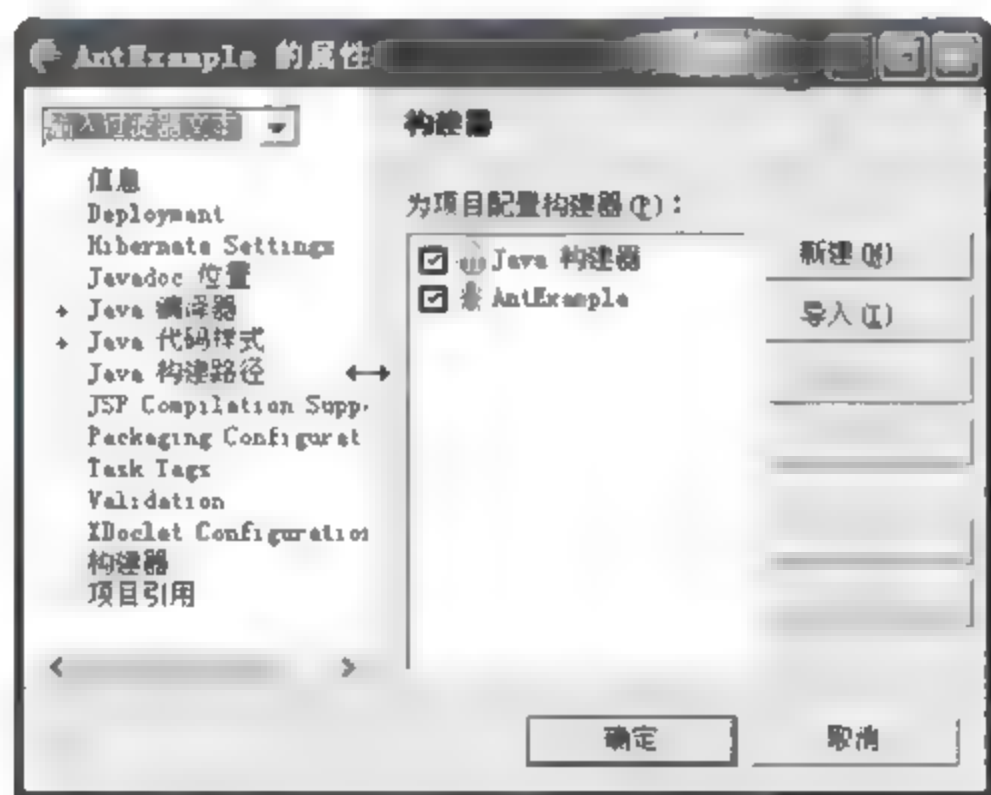 AntExample 的属性
构建器
信息
Deployment
Hibernate Settings
Javadoc 位置
Java 编译器
Java 代码样式
Java 构建路径
JSP Compilation Supp
Packaging Configurat
Task Tags
Validation
XDoclet Configuration
构建器
项目引用
为项目配置构建器(P):
Java 构建器
AntExample
新建(N)
导入(I)
确定
取消